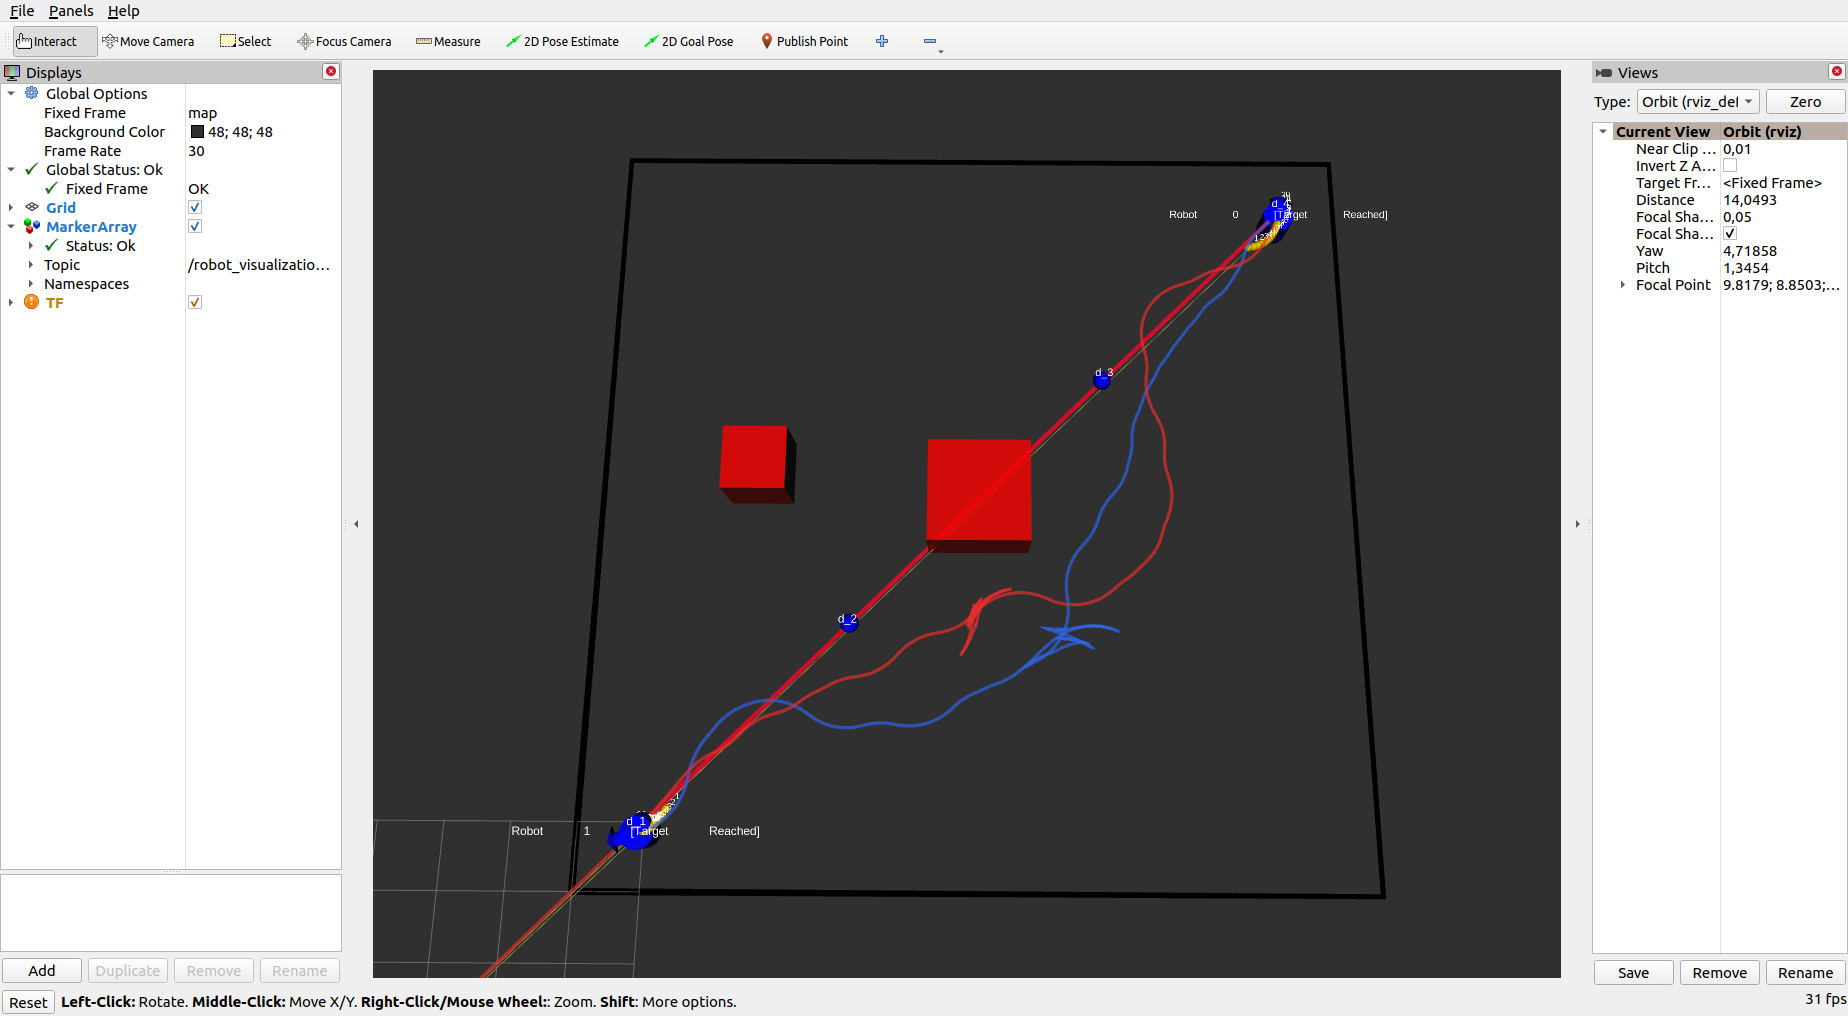 File Panels Help
Interact Move Camera Select Focus Camera Measure 2D Pose Estimate 2D Goal Pose Publish Point
Displays
Global Options
Fixed Frame map
Background Color 48; 48; 48
Frame Rate 30
Global Status: Ok
Fixed Frame OK
Grid
MarkerArray
Status: Ok
Topic /robot_visualizatio...
Namespaces
TF
Add Duplicate Remove Rename
Robot 0 [Target Reached]
d_4
d_3
d_2
d_1
Robot 1 [Target Reached]
Views
Type: Orbit (rviz_def Zero
Current View Orbit (rviz)
Near Clip ... 0,01
Invert Z A...
Target Fr... <Fixed Frame>
Distance 14,0493
Focal Sha... 0,05
Focal Sha...
Yaw 4,71858
Pitch 1,3454
Focal Point 9.8179; 8.8503;...
Save Remove Rename
Reset Left-Click: Rotate. Middle-Click: Move X/Y. Right-Click/Mouse Wheel:: Zoom. Shift: More options.
31 fps